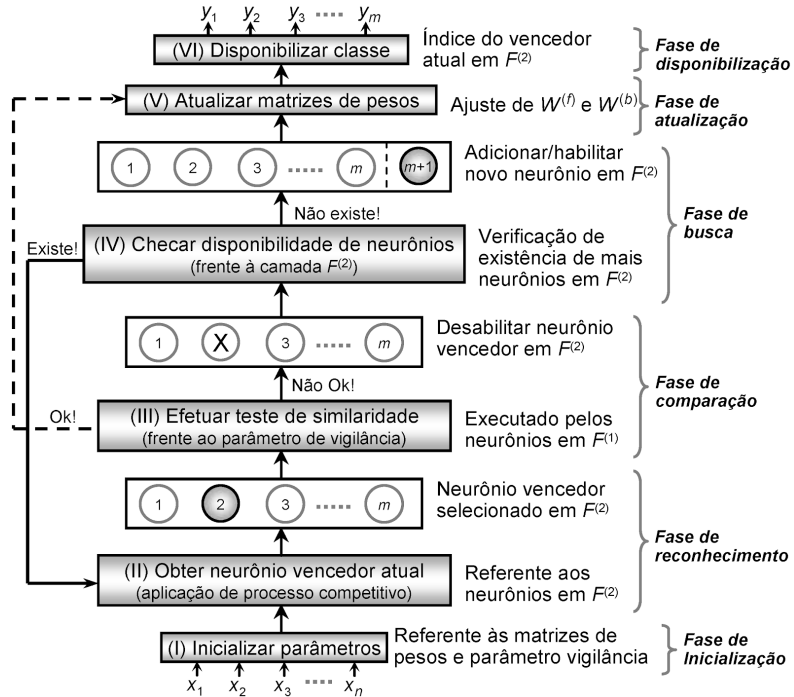 y1 y2 y3 ..... ym
(VI) Disponibilizar classe
Índice do vencedor
atual em F(2)
Fase de
disponibilização
(V) Atualizar matrizes de pesos
Ajuste de W(f) e W(b)
Fase de
atualização
1 2 3 ..... m m+1
Adicionar/habilitar
novo neurônio em F(2)
Não existe!
Existe!
(IV) Checar disponibilidade de neurônios
(frente à camada F(2))
Verificação de
existência de mais
neurônios em F(2)
Fase de
busca
1 X 3 ..... m
Desabilitar neurônio
vencedor em F(2)
Não Ok!
Ok!
(III) Efetuar teste de similaridade
(frente ao parâmetro de vigilância)
Executado pelos
neurônios em F(1)
Fase de
comparação
1 2 3 ..... m
Neurônio vencedor
selecionado em F(2)
(II) Obter neurônio vencedor atual
(aplicação de processo competitivo)
Referente aos
neurônios em F(2)
Fase de
reconhecimento
(I) Inicializar parâmetros
Referente às matrizes de
pesos e parâmetro vigilância
Fase de
Inicialização
x1 x2 x3 ..... xn